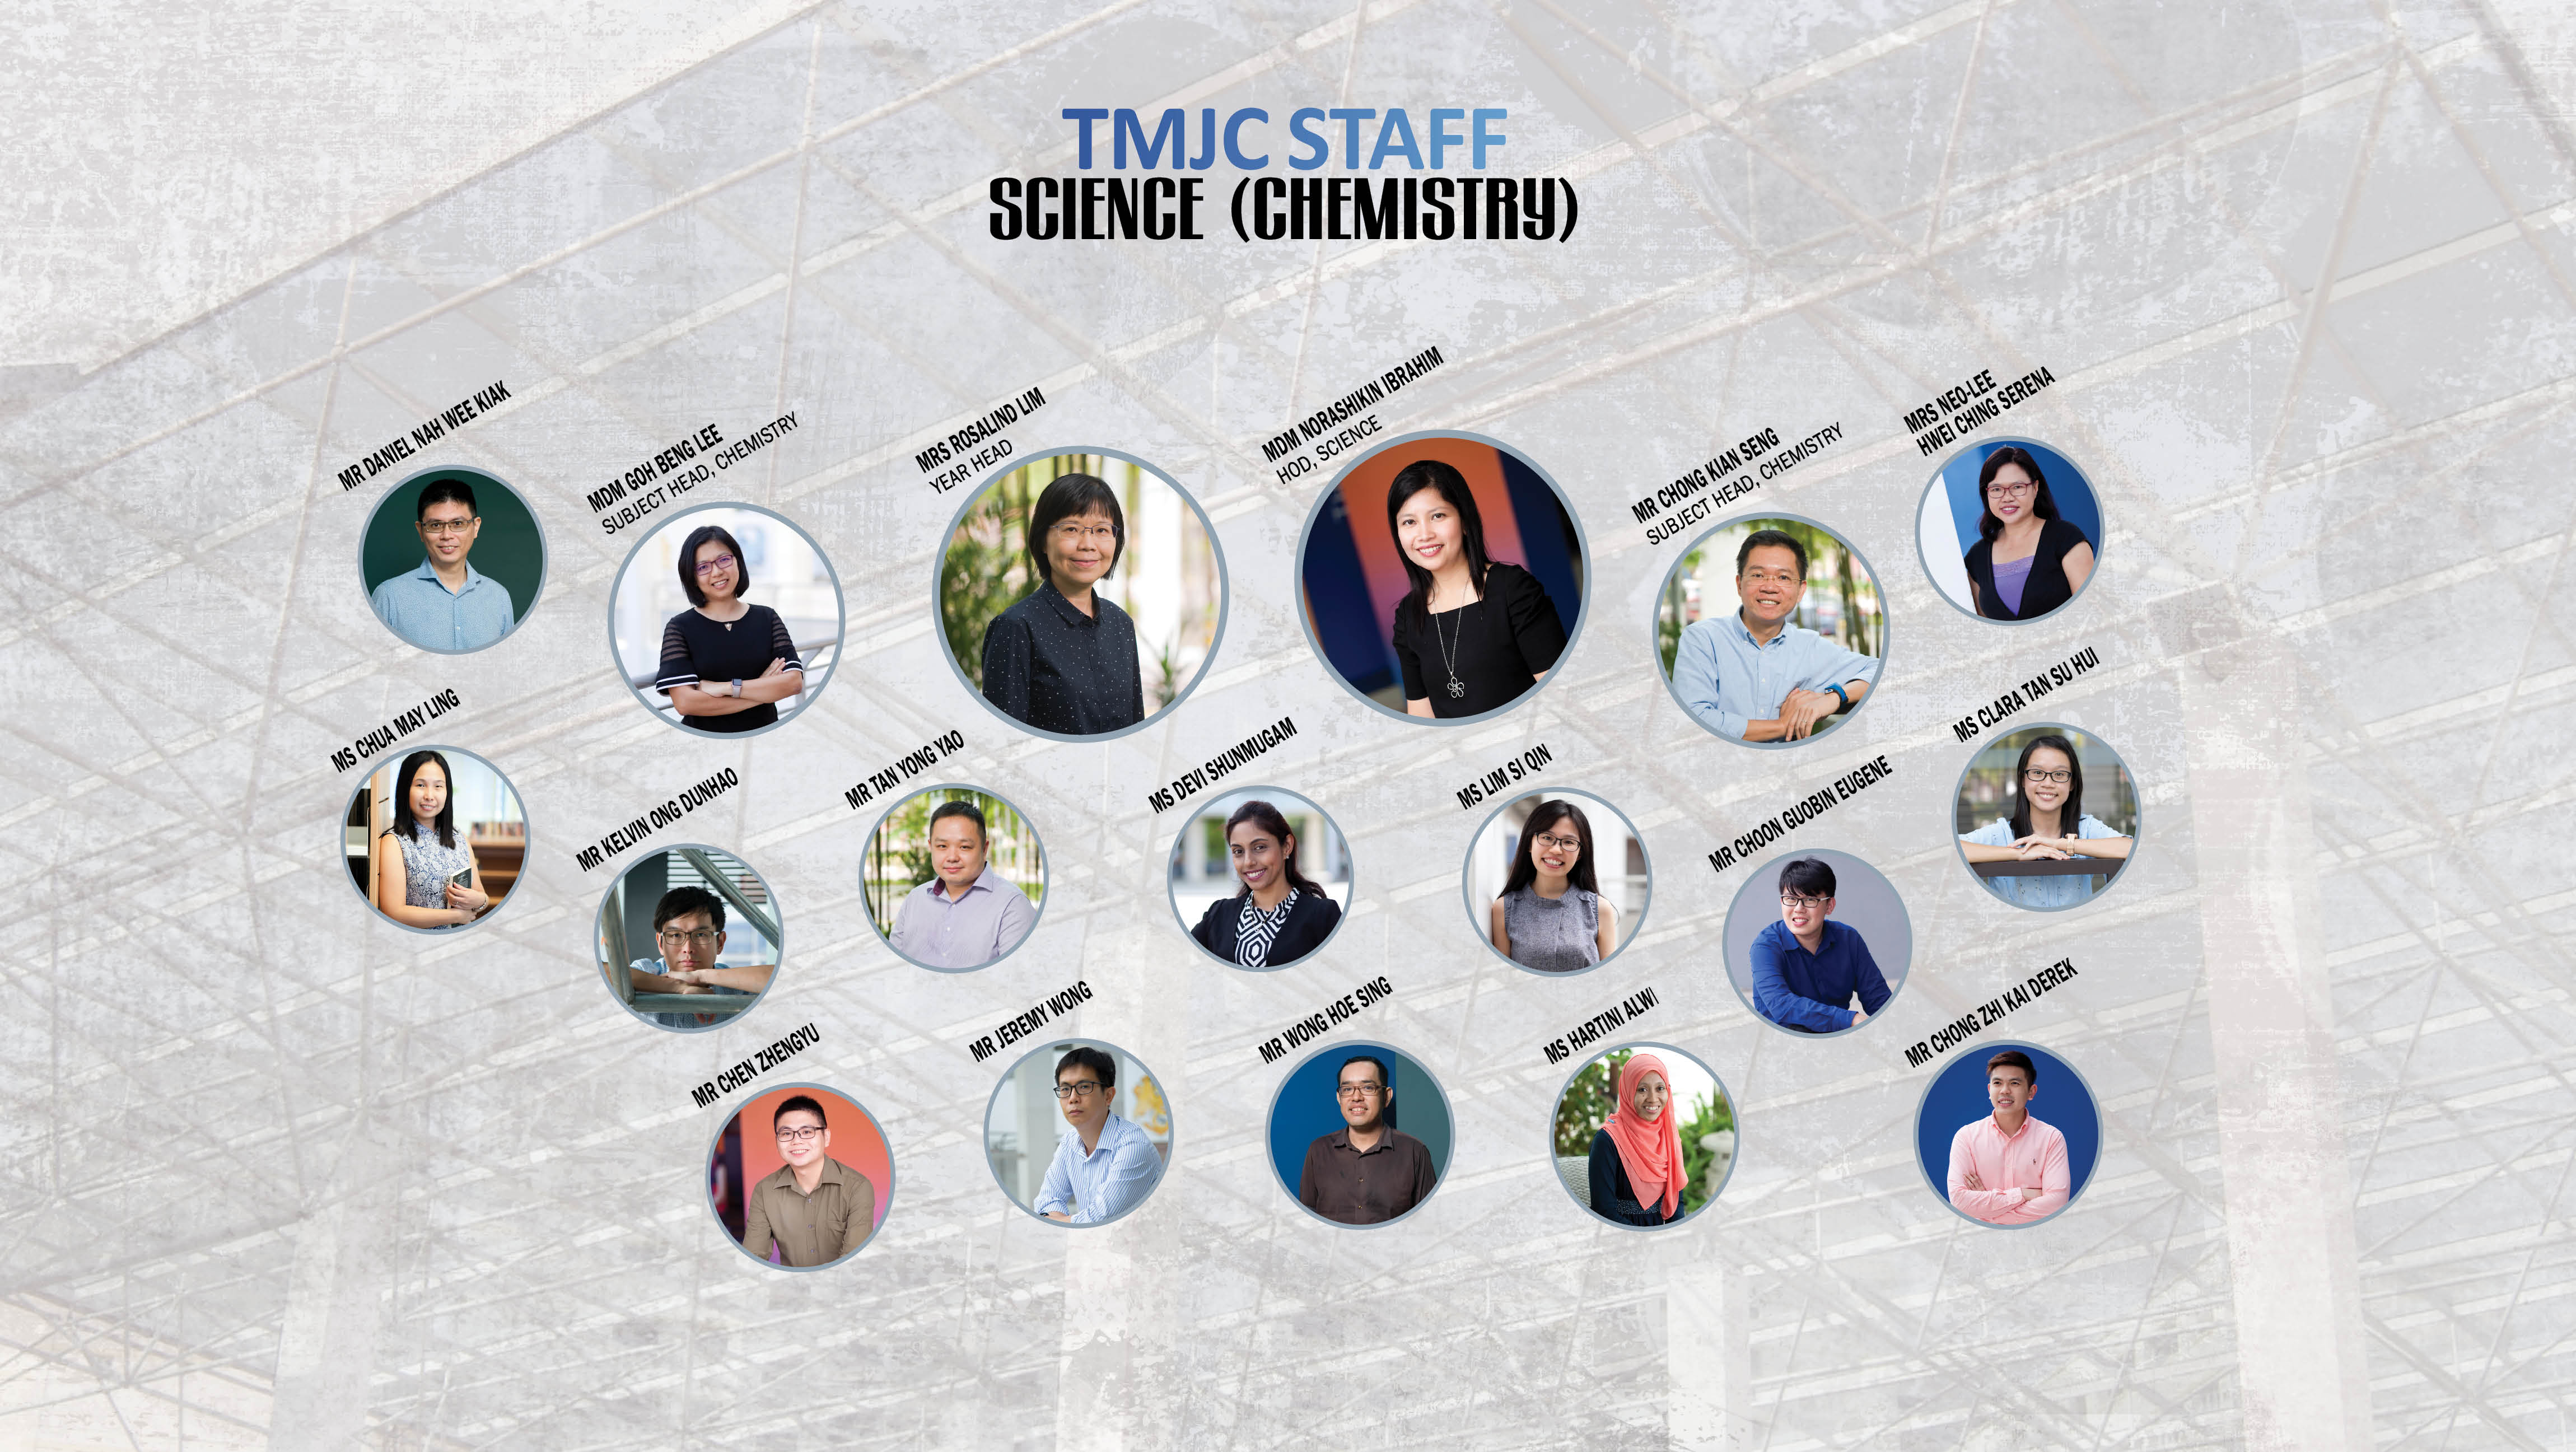 TMJC STAFF
SCIENCE (CHEMISTRY)
MR DANIEL NAH WEE KIAK
MDM GOH BENG LEE
SUBJECT HEAD, CHEMISTRY
MRS ROSALIND LIM
YEAR HEAD
MDM NORASHIKIN IBRAHIM
HOD, SCIENCE
MR CHONG KIAN SENG
SUBJECT HEAD, CHEMISTRY
MRS NEO-LEE
HWEI CHING SERENA
MS CHUA MAY LING
MR KELVIN ONG DUNHAO
MR TAN YONG YAO
MS DEVI SHUNMUGAM
MS LIM SI QIN
MR CHOON GUOBIN EUGENE
MS CLARA TAN SU HUI
MR CHEN ZHENGYU
MR JEREMY WONG
MR WONG HOE SING
MS HARTINI ALWI
MR CHONG ZHI KAI DEREK